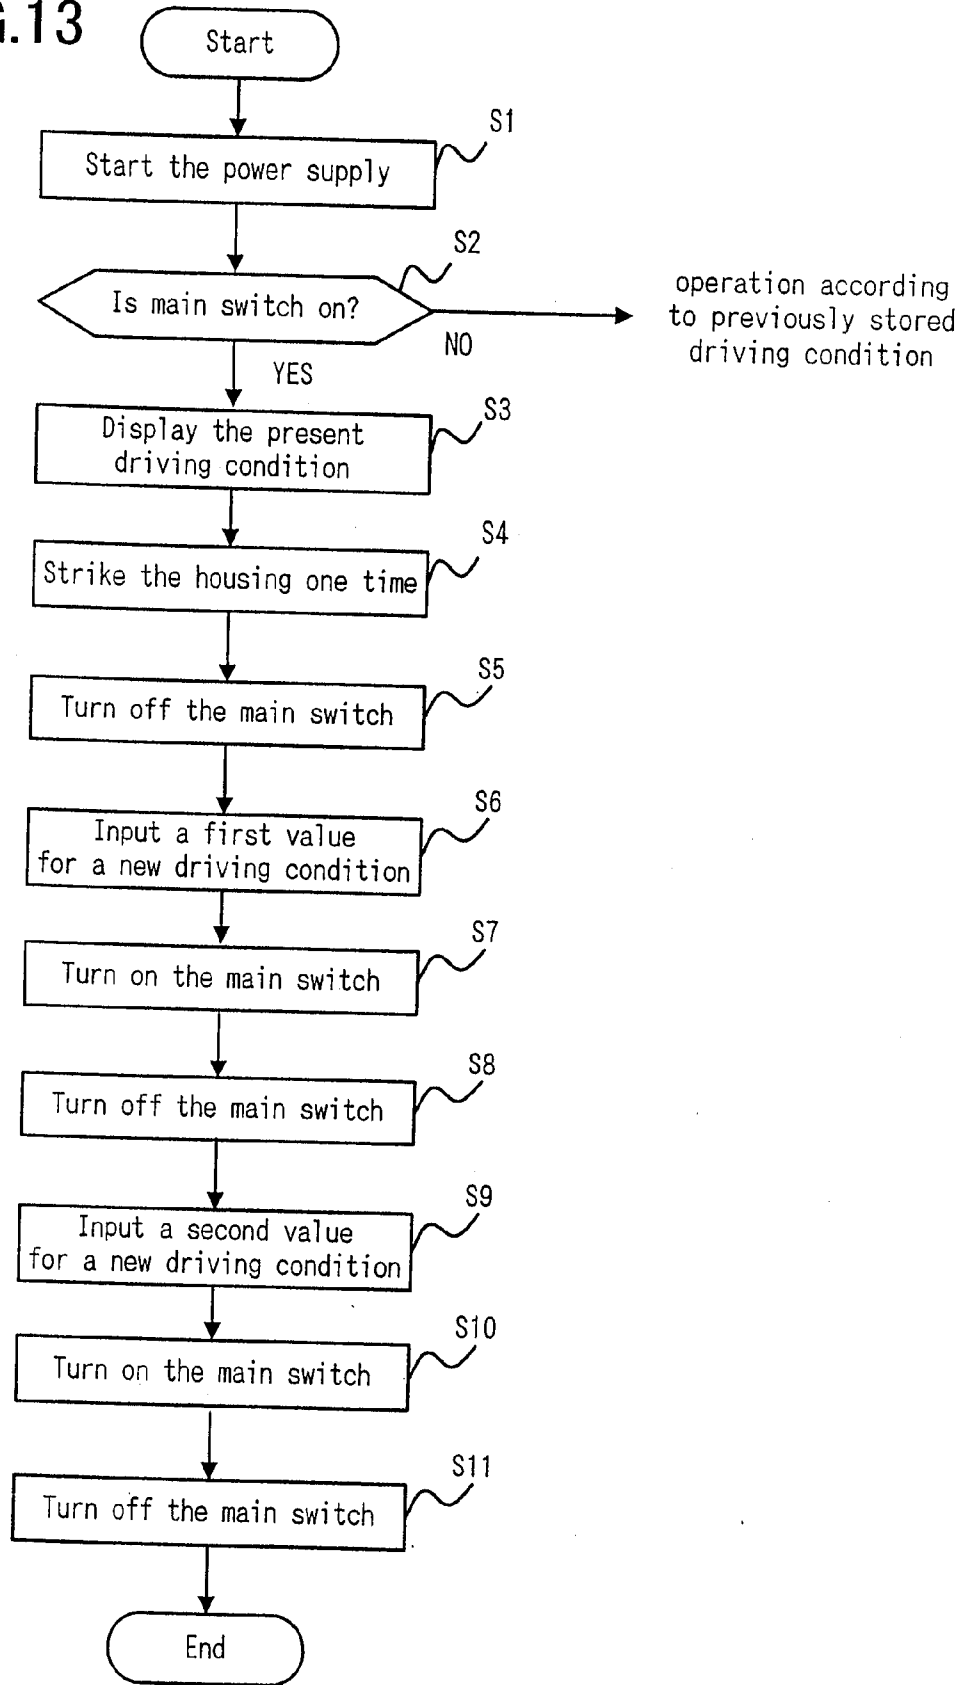 .13
Start
S1
Start the power supply
S2
Is main switch on?
NO
operation according
to previously stored
driving condition
YES
S3
Display the present
driving condition
S4
Strike the housing one time
S5
Turn off the main switch
S6
Input a first value
for a new driving condition
S7
Turn on the main switch
S8
Turn off the main switch
S9
Input a second value
for a new driving condition
S10
Turn on the main switch
S11
Turn off the main switch
End